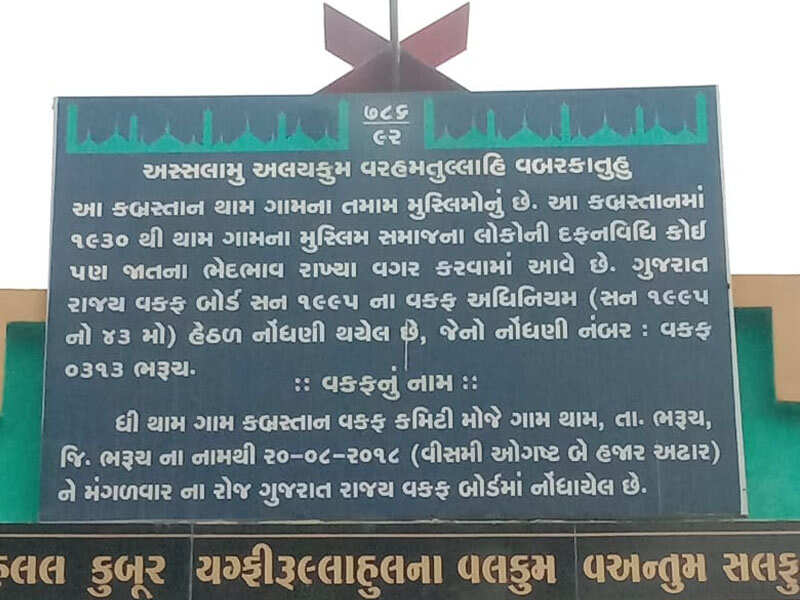 ૭૮૬
૯૨
અસ્સલામુ અલયકુમ વરહમતુલ્લાહિ વબરકાતુહુ
આ કબ્રસ્તાન થામ ગામના તમામ મુસ્લિમોનું છે. આ કબ્રસ્તાનમાં
૧૯૩૦ થી થામ ગામના મુસ્લિમ સમાજના લોકોની દફનવિધિ કોઈ
પણ જાતના ભેદભાવ રાખ્યા વગર કરવામાં આવે છે. ગુજરાત
રાજ્ય વકફ બોર્ડ સન ૧૯૯૫ ના વકફ અધિનિયમ (સન ૧૯૯૫
નો ૪૩ મો) હેઠળ નોંધણી થયેલ છે, જેનો નોંધણી નંબર : વકફ
૦૩૧૩ ભરૂચ.
:: વકફનું નામ ::
ધી થામ ગામ કબ્રસ્તાન વકફ કમિટી મોજે ગામ થામ, તા. ભરૂચ,
જિ. ભરૂચ ના નામથી ૨૦-૦૮-૨૦૧૮ (વીસમી ઓગષ્ટ બે હજાર અઢાર)
ને મંગળવાર ના રોજ ગુજરાત રાજ્ય વકફ બોર્ડમાં નોંધાયેલ છે.
કુબૂર યગ્ફીરૂલ્લાહુલના વલકુમ વઅન્તુમ